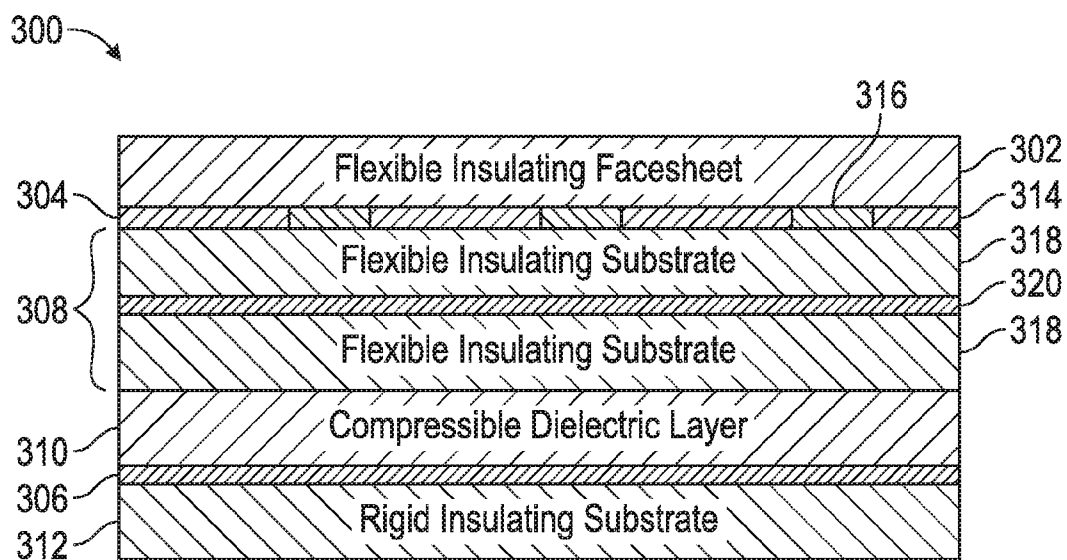 300
316
Flexible Insulating Facesheet
302
304
314
Flexible Insulating Substrate
318
308
320
Flexible Insulating Substrate
318
Compressible Dielectric Layer
310
306
Rigid Insulating Substrate
312